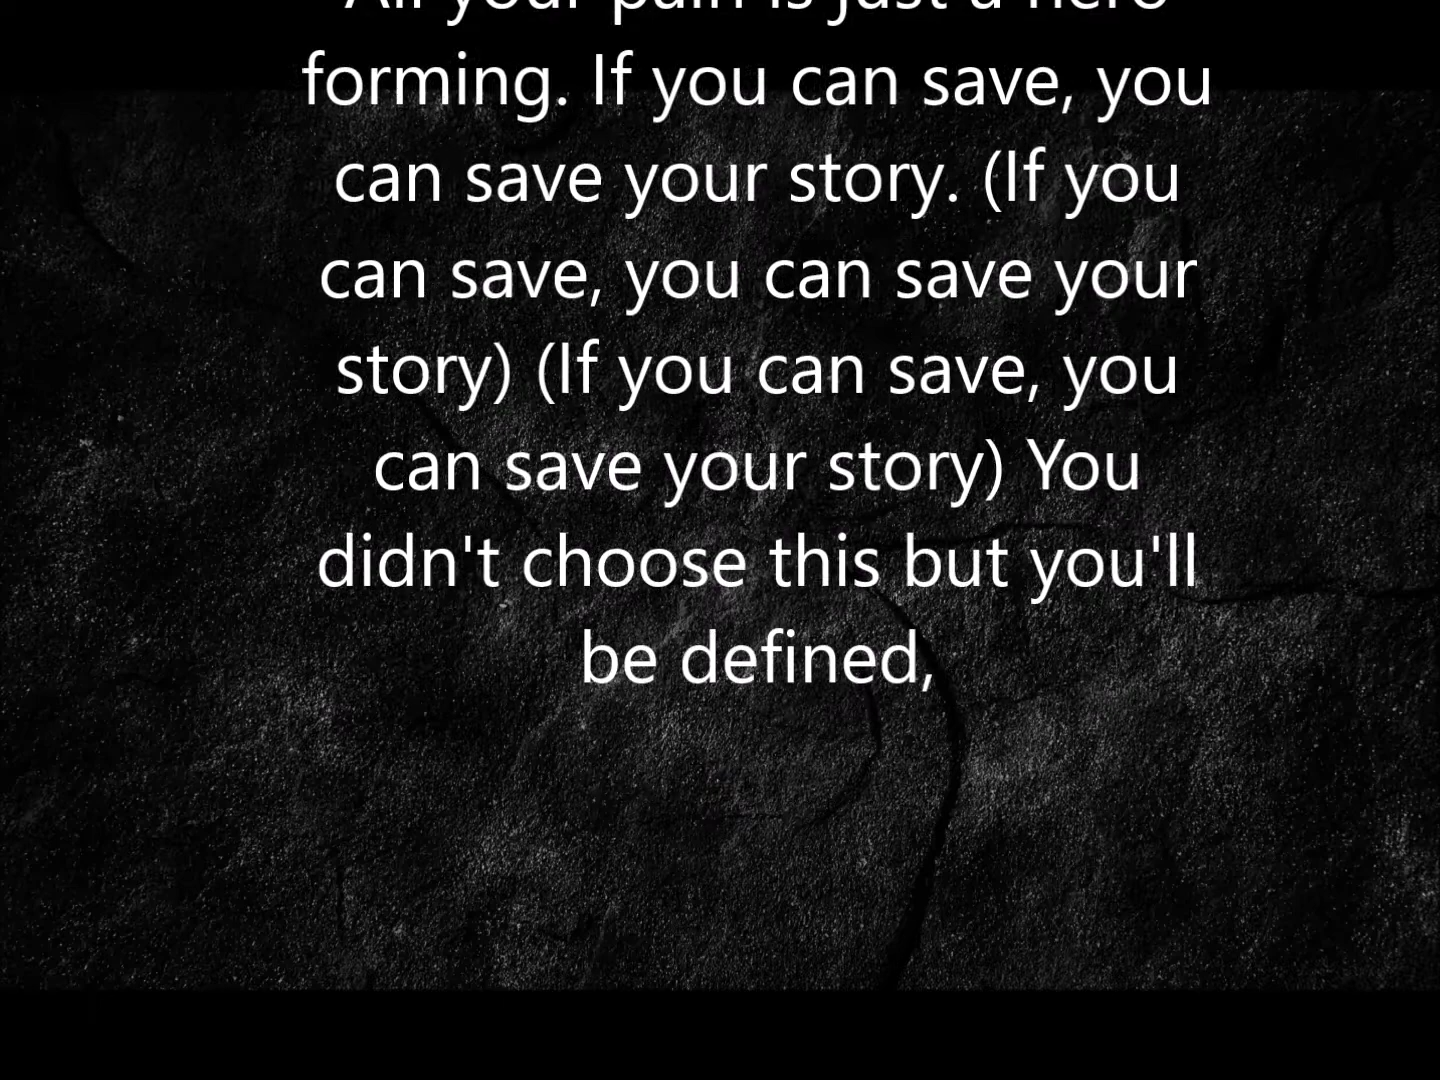 All your pain is just a hero
forming. If you can save, you
can save your story. (If you
can save, you can save your
story) (If you can save, you
can save your story) You
didn't choose this but you'll
be defined,